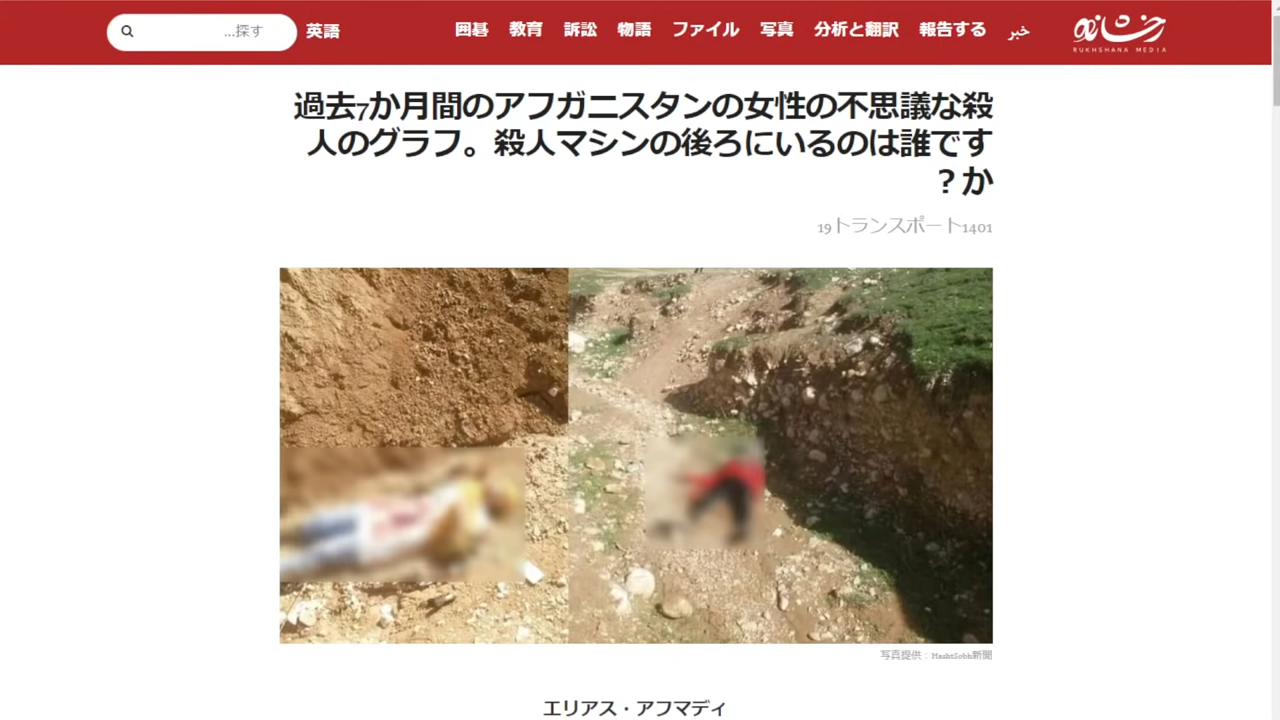 探す...
英語
囲碁 教育 訴訟 物語 ファイル 写真 分析と翻訳 報告する خبر
رخشانه
RUKHSHANA MEDIA
過去7か月間のアフガニスタンの女性の不思議な殺
人のグラフ。殺人マシンの後ろにいるのは誰です
か？
19トランスポート1401
写真提供：HashtSobh新聞
エリアス・アフマディ